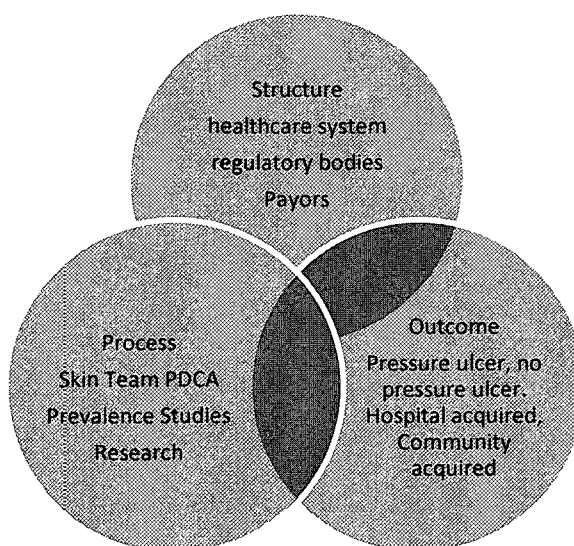 Structure
healthcare system
regulatory bodies
Payors
Process
Skin Team PDCA
Prevalence Studies
Research
Outcome
Pressure ulcer, no
pressure ulcer.
Hospital acquired,
Community
acquired